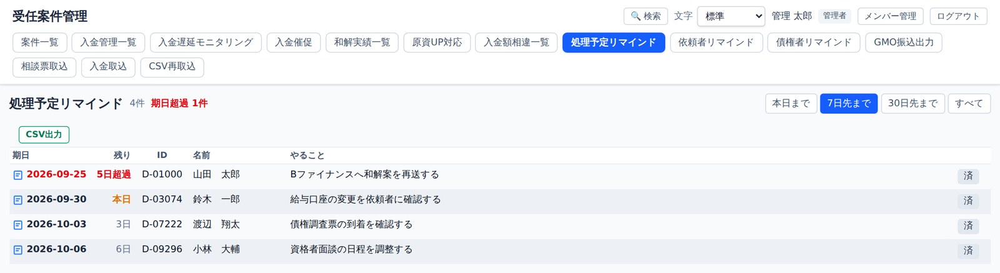 受任案件管理
🔍 検索 文字 標準 管理 太郎 管理者 メンバー管理 ログアウト
案件一覧 入金管理一覧 入金遅延モニタリング 入金催促 和解実績一覧 原資UP対応 入金額相違一覧 処理予定リマインド 依頼者リマインド 債権者リマインド GMO振込出力
相談票取込 入金取込 CSV再取込
処理予定リマインド 4件 期日超過 1件 本日まで 7日先まで 30日先まで すべて
CSV出力
期日 残り ID 名前 やること
2026-09-25 5日超過 D-01000 山田 太郎 Bファイナンスへ和解案を再送する 済
2026-09-30 本日 D-03074 鈴木 一郎 給与口座の変更を依頼者に確認する 済
2026-10-03 3日 D-07222 渡辺 翔太 債権調査票の到着を確認する 済
2026-10-06 6日 D-09296 小林 大輔 資格者面談の日程を調整する 済